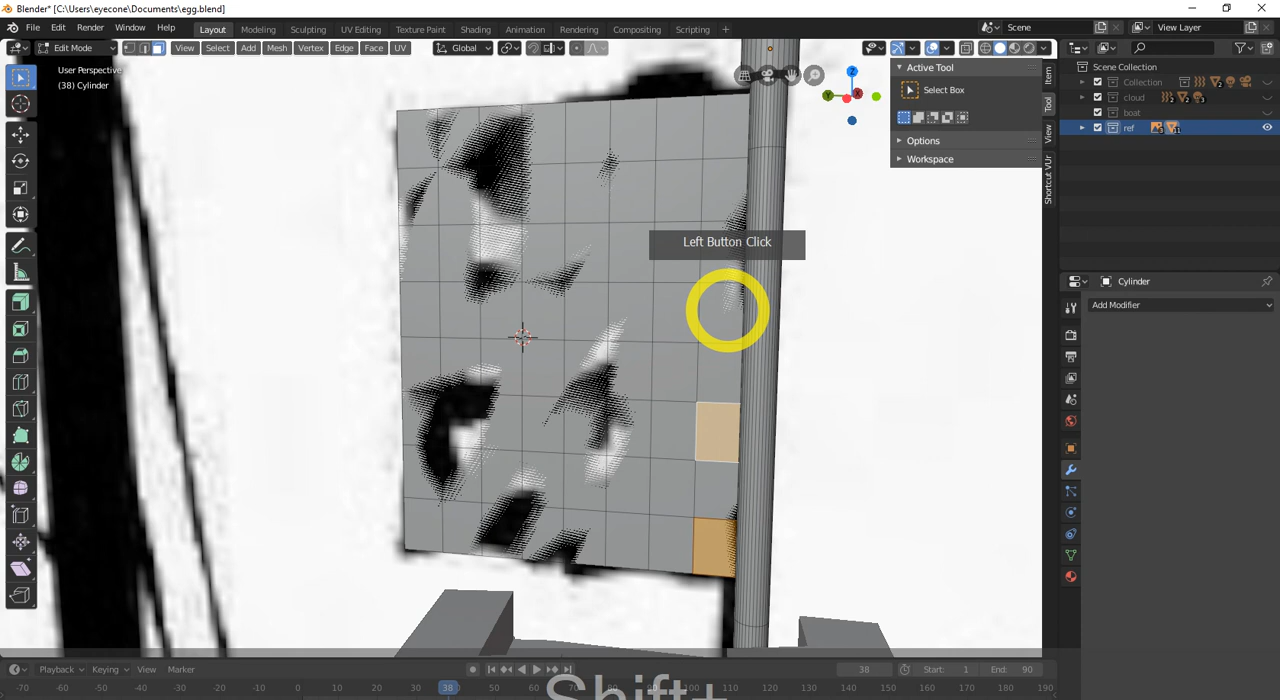 Blender* [C:\Users\eyecone\Documents\egg.blend]
File Edit Render Window Help Layout Modeling Sculpting UV Editing Texture Paint Shading Animation Rendering Compositing Scripting + Scene View Layer
Edit Mode View Select Add Mesh Vertex Edge Face UV Global
User Perspective
(38) Cylinder
Left Button Click
Z
Y
X
Active Tool
Select Box
Options
Workspace
Item
Tool
View
Shortcut VUr
Scene Collection
Collection
cloud
boat
ref
Cylinder
Add Modifier
Playback Keying View Marker 38 Start: 1 End: 90
-70 -60 -50 -40 -30 -20 -10 0 10 20 30 38 50 60 70 80 90 100 110 120 130 140 150 160 170 180 190
Shift+